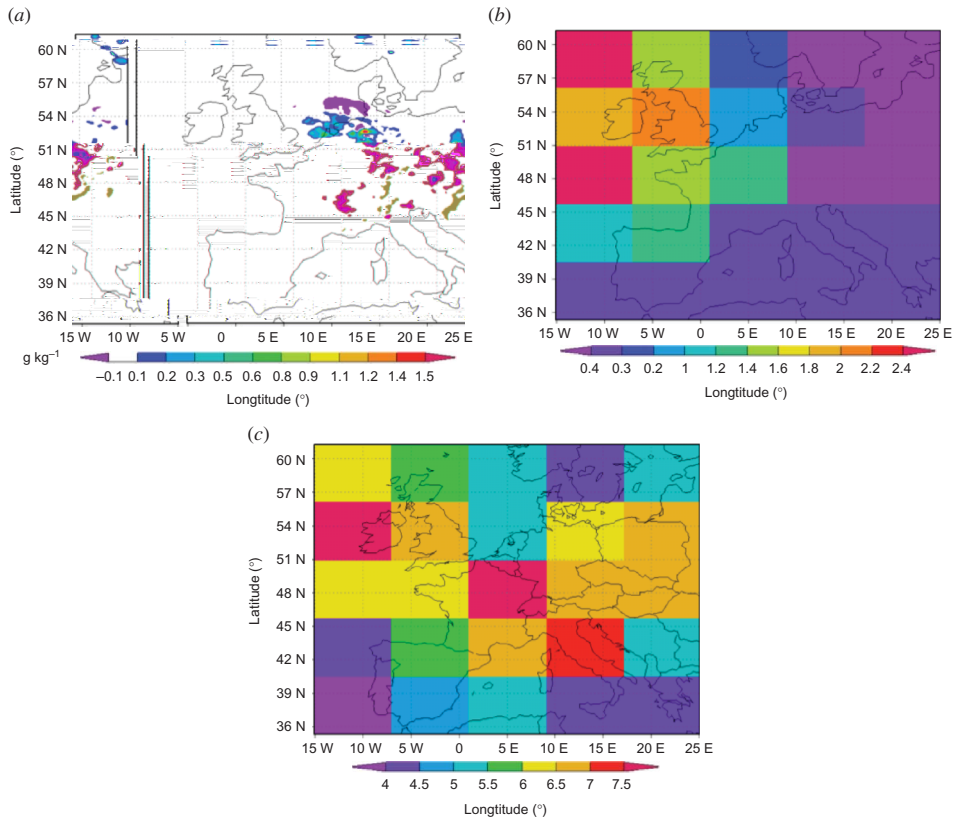 (a)
60 N
57 N
54 N
51 N
48 N
45 N
42 N
39 N
36 N
Latitude (°)
15 W 10 W 5 W 0 5 E 10 E 15 E 20 E
g kg⁻¹
–0.1 0.1 0.2 0.3 0.5 0.6 0.8 0.9 1.1 1.2 1.4 1.5
Longtitude (°)
(b)
60 N
57 N
54 N
51 N
48 N
45 N
42 N
39 N
36 N
Latitude (°)
15 W 10 W 5 W 0 5 E 10 E 15 E 20 E 25 E
0.4 0.3 0.2 1 1.2 1.4 1.6 1.8 2 2.2 2.4
Longtitude (°)
(c)
60 N
57 N
54 N
51 N
48 N
45 N
42 N
39 N
36 N
Latitude (°)
15 W 10 W 5 W 0 5 E 10 E 15 E 20 E 25 E
4 4.5 5 5.5 6 6.5 7 7.5
Longtitude (°)